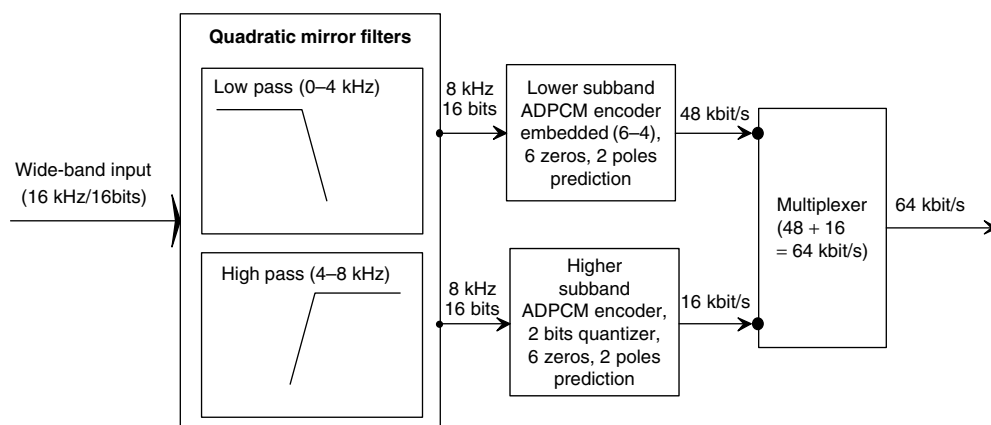 Quadratic mirror filters
Low pass (0–4 kHz)
High pass (4–8 kHz)
Wide-band input
(16 kHz/16bits)
8 kHz
16 bits
Lower subband
ADPCM encoder
embedded (6–4),
6 zeros, 2 poles
prediction
48 kbit/s
8 kHz
16 bits
Higher
subband
ADPCM encoder,
2 bits quantizer,
6 zeros, 2 poles
prediction
16 kbit/s
Multiplexer
(48 + 16
= 64 kbit/s)
64 kbit/s